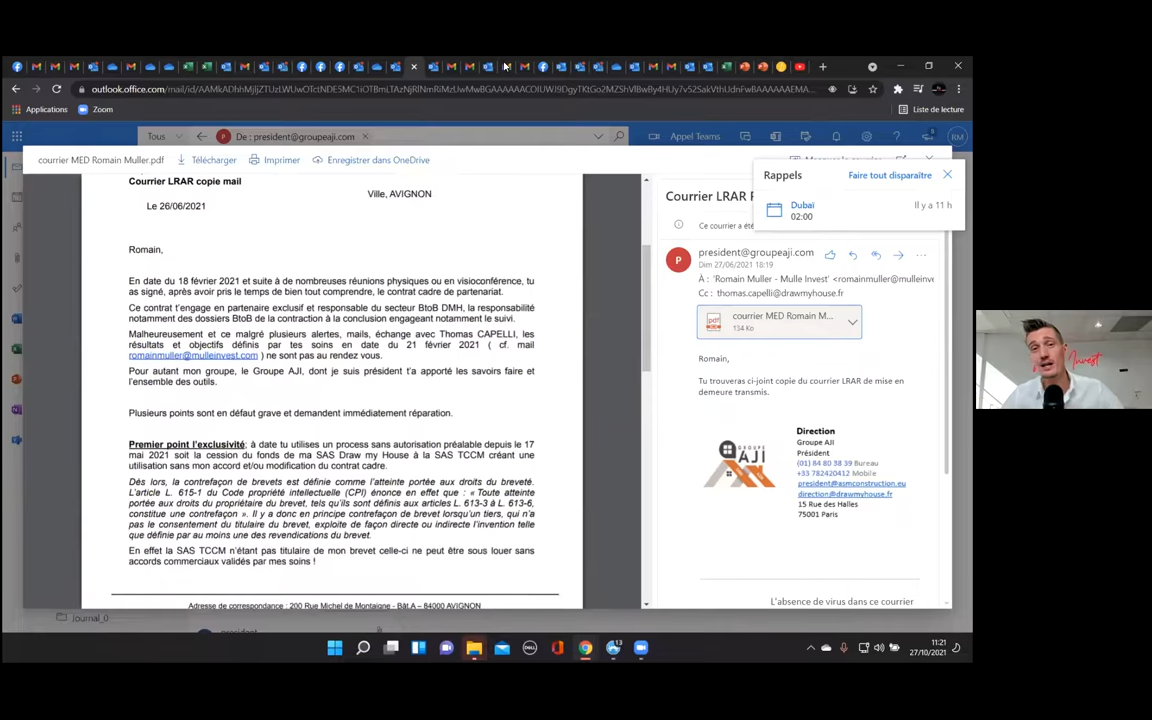 outlook.office.com/mail/id/
Applications
Zoom
Liste de lecture
Tous
De : president@groupeaji.com
Appel Teams
RM
courrier MED Romain Muller.pdf
Télécharger
Imprimer
Enregistrer dans OneDrive
Courrier LRAR copie mail
Ville, AVIGNON
Le 26/06/2021
Romain,
En date du 18 février 2021 et suite à de nombreuses réunions physiques ou en visioconférence, tu
as signé, après avoir pris le temps de bien tout comprendre, le contrat cadre de partenariat.
Ce contrat t'engage en partenaire exclusif et responsable du secteur BtoB DMH, la responsabilité
notamment des dossiers BtoB de la contraction à la conclusion engageant notamment le suivi.
Malheureusement et ce malgré plusieurs alertes, mails, échange avec Thomas CAPELLI, les
résultats et objectifs définis par tes soins en date du 21 février 2021 ( cf. mail
romainmuller@mulleinvest.com ) ne sont pas au rendez vous.
Pour autant mon groupe, le Groupe AJI, dont je suis président t'a apporté les savoirs faire et
l'ensemble des outils.
Plusieurs points sont en défaut grave et demandent immédiatement réparation.
Premier point l'exclusivité; à date tu utilises un process sans autorisation préalable depuis le 17
mai 2021 soit la cession du fonds de ma SAS Draw my House à la SAS TCCM créant une
utilisation sans mon accord et/ou modification du contrat cadre.
Dès lors, la contrefaçon de brevets est définie comme l'atteinte portée aux droits du breveté.
L'article L. 615-1 du Code propriété intellectuelle (CPI) énonce en effet que : « Toute atteinte
portée aux droits du propriétaire du brevet, tels qu'ils sont définis aux articles L. 613-3 à L. 613-6,
constitue une contrefaçon ». Il y a donc en principe contrefaçon de brevet lorsqu'un tiers, qui n'a
pas le consentement du titulaire du brevet, exploite de façon directe ou indirecte l'invention telle
que définie par au moins une des revendications du brevet.
En effet la SAS TCCM n'étant pas titulaire de mon brevet celle-ci ne peut être sous louer sans
accords commerciaux validés par mes soins !
Adresse de correspondance : 200 Rue Michel de Montaigne - Bât.A – 84000 AVIGNON
Journal_0
Rappels
Faire tout disparaître
Dubaï
Il y a 11 h
02:00
Courrier LRAR
Ce courrier a été
P
president@groupeaji.com
Dim 27/06/2021 18:19
À : 'Romain Muller - Mulle Invest' <romainmuller@mulleinve
Cc : thomas.capelli@drawmyhouse.fr
pdf
courrier MED Romain M...
134 Ko
Romain,
Tu trouveras ci-joint copie du courrier LRAR de mise en
demeure transmis.
GROUPE
AJI
Direction
Groupe AJI
Président
(01) 84 80 38 39 Bureau
+33 782420412 Mobile
president@asmconstruction.eu
direction@drawmyhouse.fr
15 Rue des Halles
75001 Paris
L'absence de virus dans ce courrier
Invest
DELL
13
11:21
27/10/2021